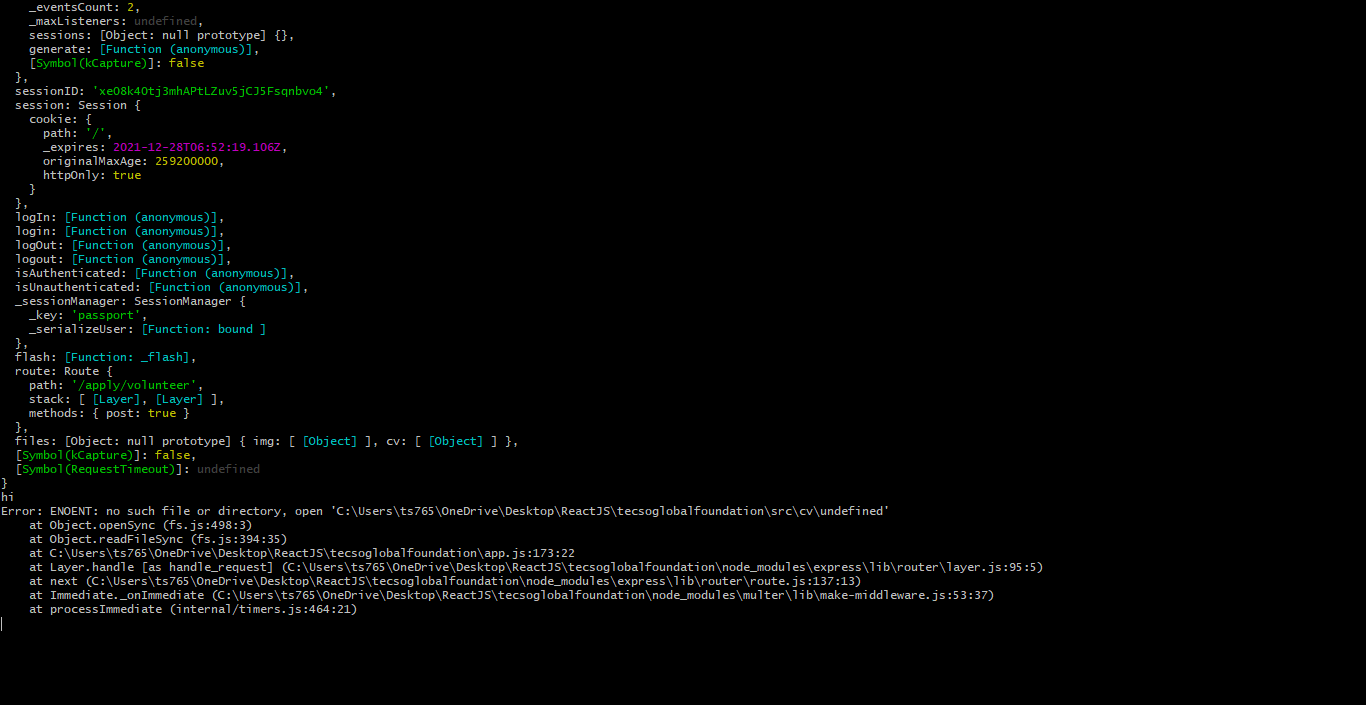 _eventsCount: 2,
_maxListeners: undefined,
sessions: [Object: null prototype] {},
generate: [Function (anonymous)],
[Symbol(kCapture)]: false
},
sessionID: 'xe08k4Otj3mhAPtLZuv5jCJ5Fsqnbvo4',
session: Session {
cookie: {
path: '/',
_expires: 2021-12-28T06:52:19.106Z,
originalMaxAge: 259200000,
httpOnly: true
}
},
logIn: [Function (anonymous)],
login: [Function (anonymous)],
logOut: [Function (anonymous)],
logout: [Function (anonymous)],
isAuthenticated: [Function (anonymous)],
isUnauthenticated: [Function (anonymous)],
_sessionManager: SessionManager {
_key: 'passport',
_serializeUser: [Function: bound ]
},
flash: [Function: _flash],
route: Route {
path: '/apply/volunteer',
stack: [ [Layer], [Layer] ],
methods: { post: true }
},
files: [Object: null prototype] { img: [ [Object] ], cv: [ [Object] ] },
[Symbol(kCapture)]: false,
[Symbol(RequestTimeout)]: undefined
}
hi
Error: ENOENT: no such file or directory, open 'C:\Users\ts765\OneDrive\Desktop\ReactJS\tecsoglobalfoundation\src\cv\undefined'
at Object.openSync (fs.js:498:3)
at Object.readFileSync (fs.js:394:35)
at C:\Users\ts765\OneDrive\Desktop\ReactJS\tecsoglobalfoundation\app.js:173:22
at Layer.handle [as handle_request] (C:\Users\ts765\OneDrive\Desktop\ReactJS\tecsoglobalfoundation\node_modules\express\lib\router\layer.js:95:5)
at next (C:\Users\ts765\OneDrive\Desktop\ReactJS\tecsoglobalfoundation\node_modules\express\lib\router\route.js:137:13)
at Immediate._onImmediate (C:\Users\ts765\OneDrive\Desktop\ReactJS\tecsoglobalfoundation\node_modules\multer\lib\make-middleware.js:53:37)
at processImmediate (internal/timers.js:464:21)